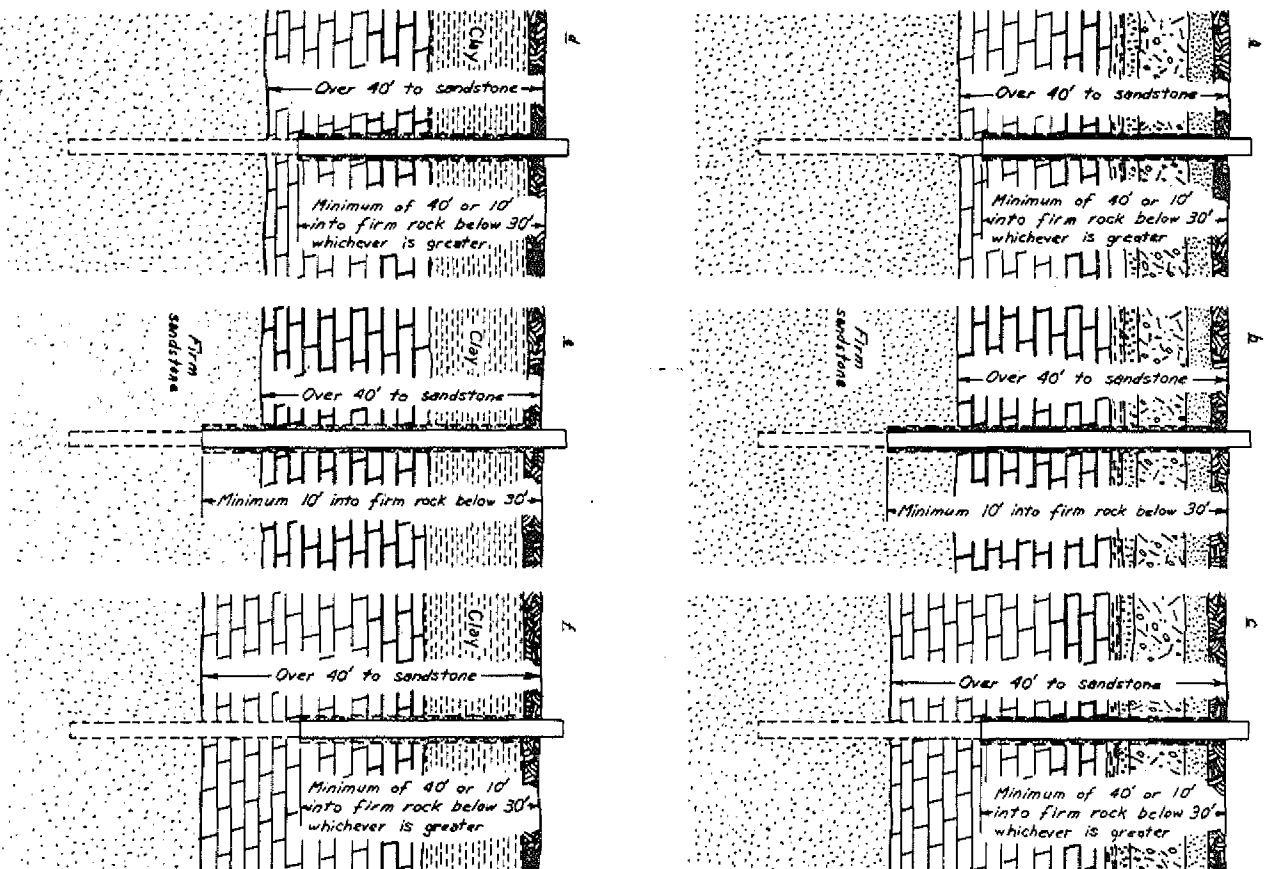 d
Clay
Over 40' to sandstone
Minimum of 40' or 10'
into firm rock below 30'
whichever is greater
a
Over 40' to sandstone
Minimum of 40' or 10'
into firm rock below 30'
whichever is greater
e
Clay
Firm
sandstone
Over 40' to sandstone
Minimum 10' into firm rock below 30'
b
Firm
sandstone
Over 40' to sandstone
Minimum 10' into firm rock below 30'
f
Clay
Over 40' to sandstone
Minimum of 40' or 10'
into firm rock below 30'
whichever is greater
c
Over 40' to sandstone
Minimum of 40' or 10'
into firm rock below 30'
whichever is greater